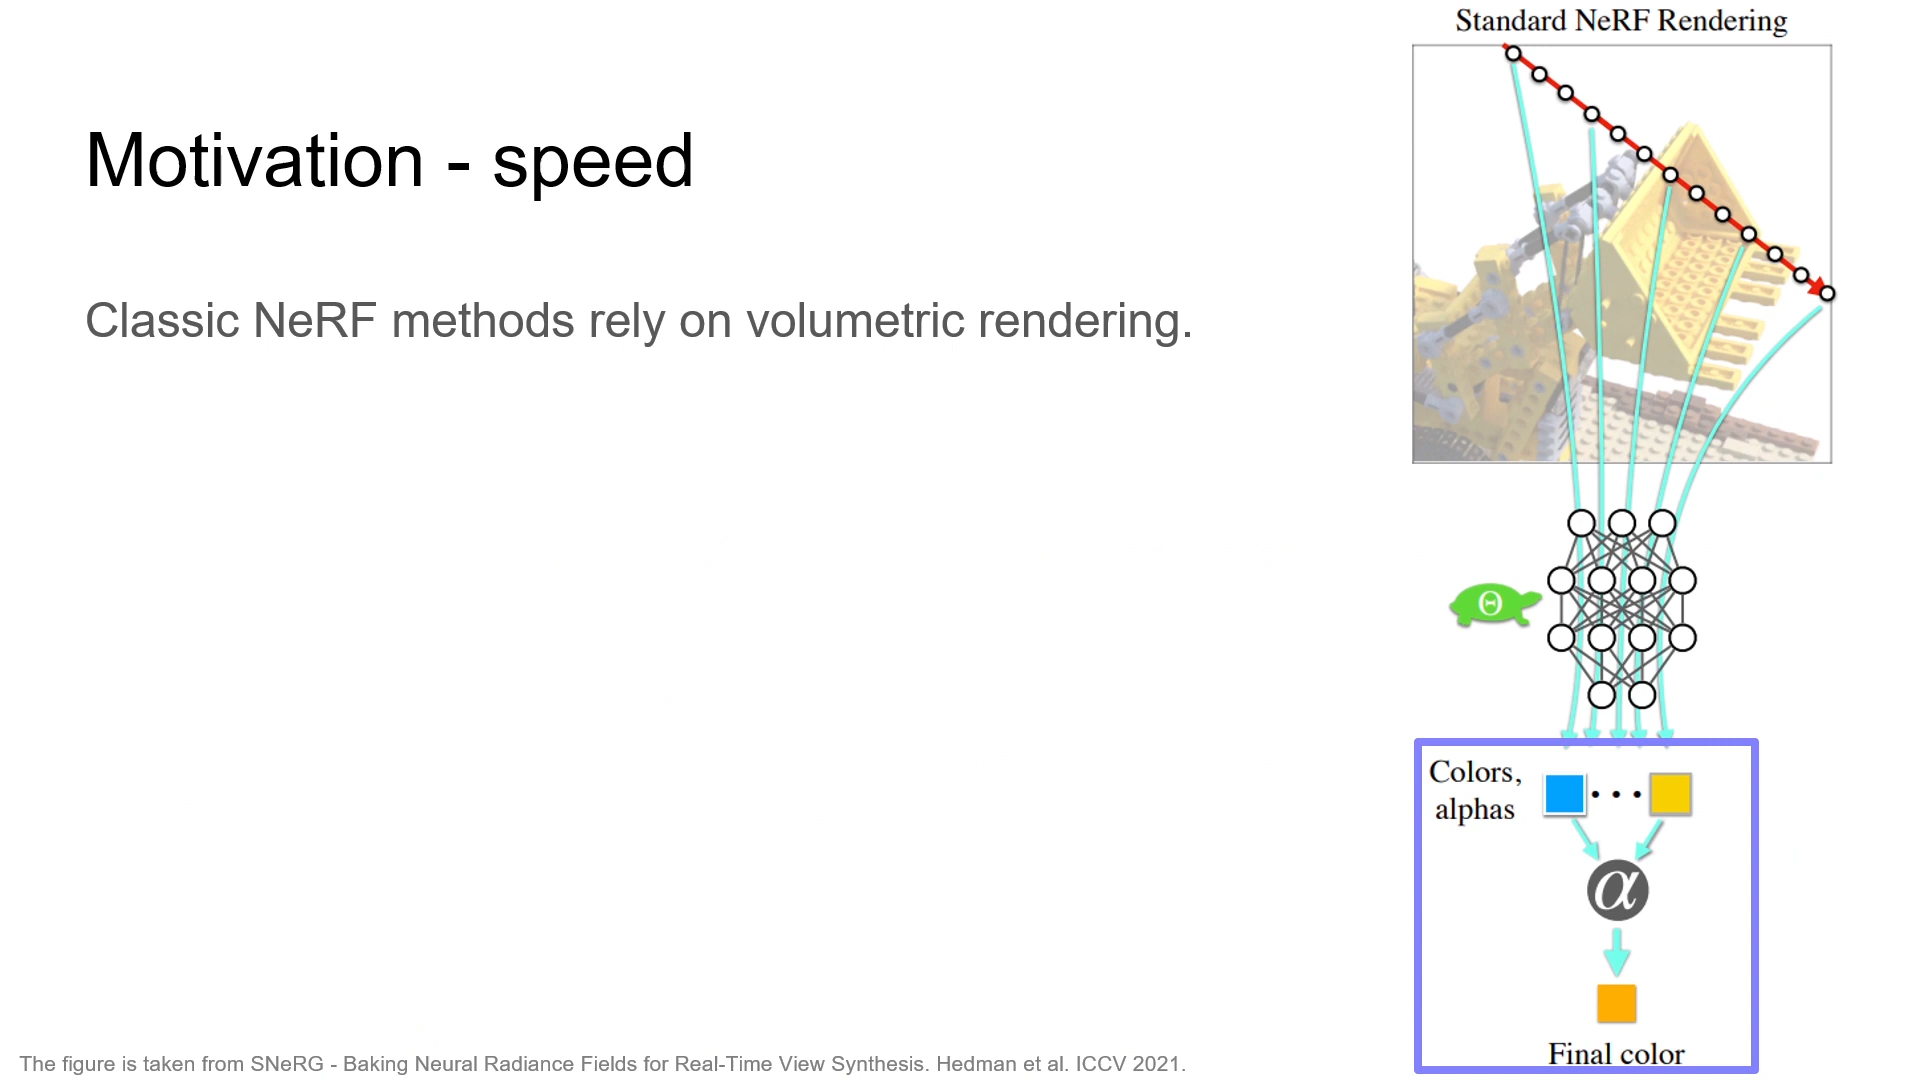 Standard NeRF Rendering
Motivation - speed
Classic NeRF methods rely on volumetric rendering.
Θ
Colors,
alphas
α
Final color
The figure is taken from SNeRG - Baking Neural Radiance Fields for Real-Time View Synthesis. Hedman et al. ICCV 2021.